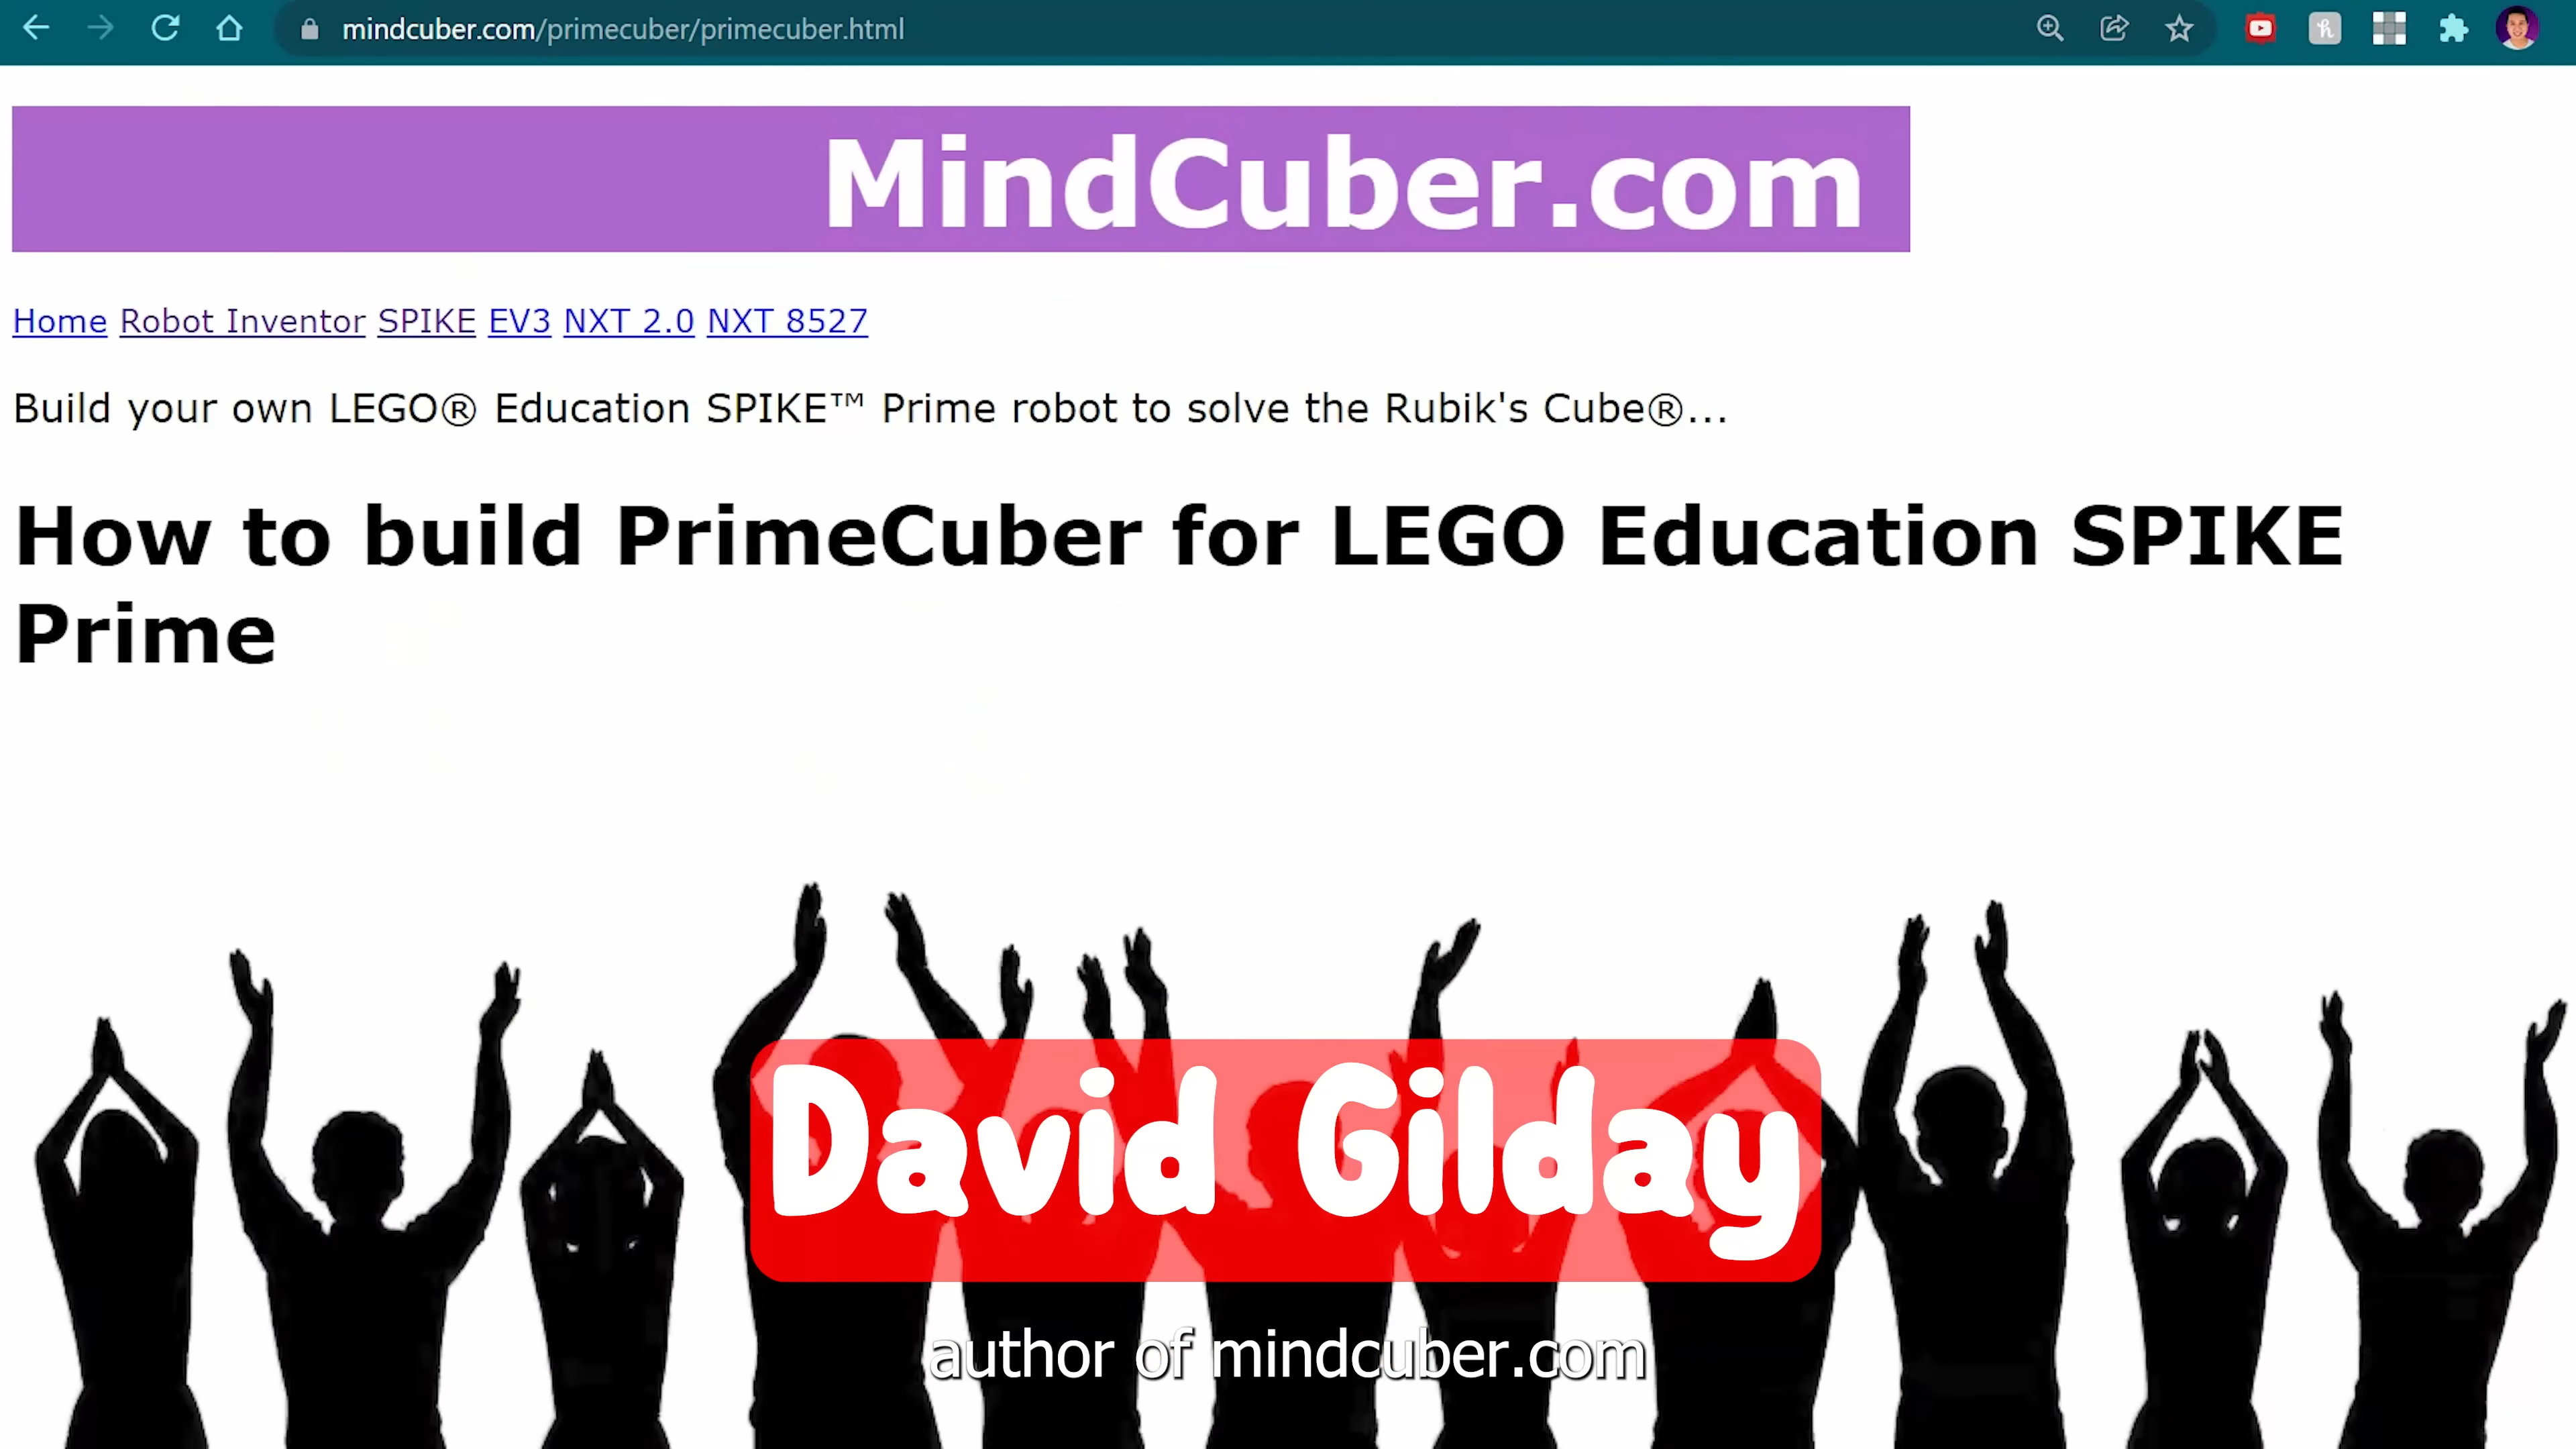 mindcuber.com/primecuber/primecuber.html
MindCuber.com
Home Robot Inventor SPIKE EV3 NXT 2.0 NXT 8527
Build your own LEGO® Education SPIKE™ Prime robot to solve the Rubik's Cube®...
How to build PrimeCuber for LEGO Education SPIKE
Prime
David Gilday
author of mindcuber.com